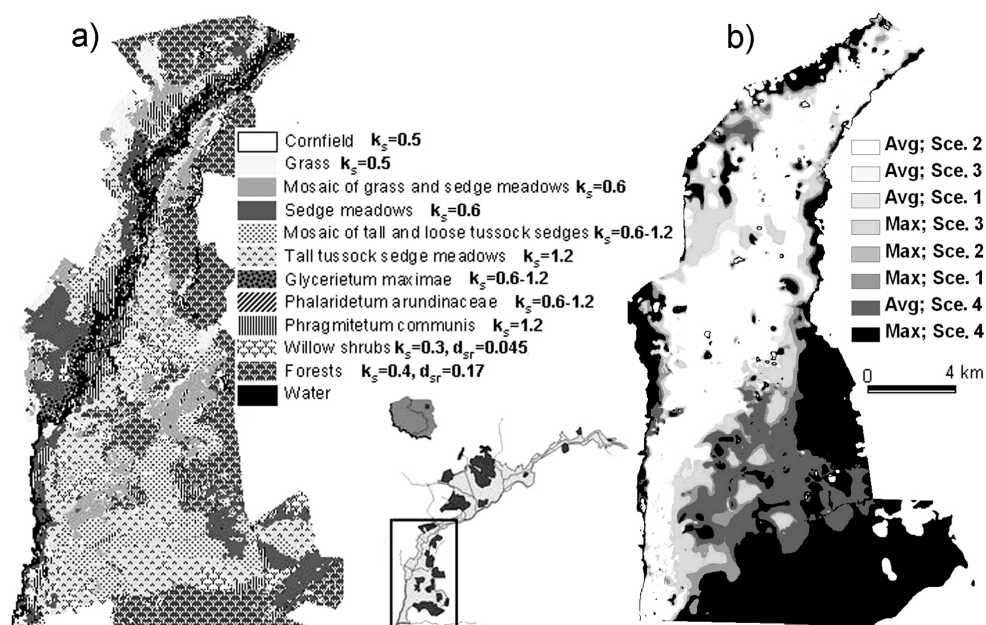 a)
Cornfield ks=0.5
Grass ks=0.5
Mosaic of grass and sedge meadows ks=0.6
Sedge meadows ks=0.6
Mosaic of tall and loose tussock sedges ks=0.6-1.2
Tall tussock sedge meadows ks=1.2
Glycerietum maximae ks=0.6-1.2
Phalaridetum arundinaceae ks=0.6-1.2
Phragmitetum communis ks=1.2
Willow shrubs ks=0.3, dsr=0.045
Forests ks=0.4, dsr=0.17
Water
b)
Avg; Sce. 2
Avg; Sce. 3
Avg; Sce. 1
Max; Sce. 3
Max; Sce. 2
Max; Sce. 1
Avg; Sce. 4
Max; Sce. 4
0 4 km